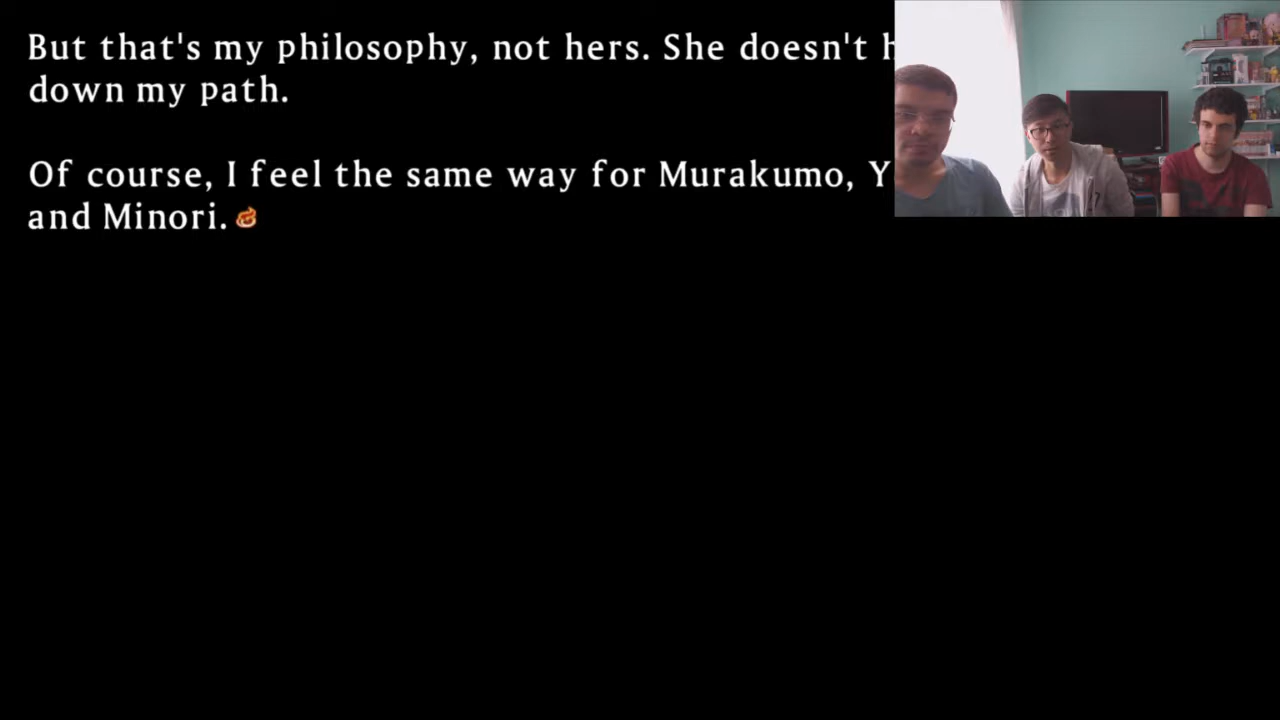 But that's my philosophy, not hers. She doesn't
down my path.
Of course, I feel the same way for Murakumo,
and Minori.